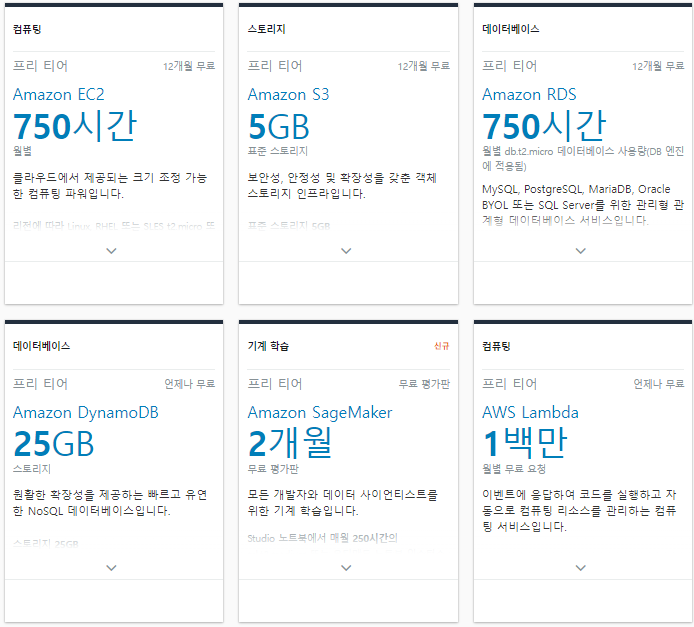 컴퓨팅
프리 티어 12개월 무료
Amazon EC2
750시간
월별
클라우드에서 제공되는 크기 조정 가능
한 컴퓨팅 파워입니다.
리전에 따라 Linux, RHEL 또는 SLES t2.micro 또
스토리지
프리 티어 12개월 무료
Amazon S3
5GB
표준 스토리지
보안성, 안정성 및 확장성을 갖춘 객체
스토리지 인프라입니다.
표준 스토리지 5GB
데이터베이스
프리 티어 12개월 무료
Amazon RDS
750시간
월별 db.t2.micro 데이터베이스 사용량(DB 엔진
에 적용됨)
MySQL, PostgreSQL, MariaDB, Oracle
BYOL 또는 SQL Server를 위한 관리형 관
계형 데이터베이스 서비스입니다.
데이터베이스
프리 티어 언제나 무료
Amazon DynamoDB
25GB
스토리지
원활한 확장성을 제공하는 빠르고 유연
한 NoSQL 데이터베이스입니다.
스토리지 25GB
기계 학습 신규
프리 티어 무료 평가판
Amazon SageMaker
2개월
무료 평가판
모든 개발자와 데이터 사이언티스트를
위한 기계 학습입니다.
Studio 노트북에서 매월 250시간의
컴퓨팅
프리 티어 언제나 무료
AWS Lambda
1백만
월별 무료 요청
이벤트에 응답하여 코드를 실행하고 자
동으로 컴퓨팅 리소스를 관리하는 컴퓨
팅 서비스입니다.